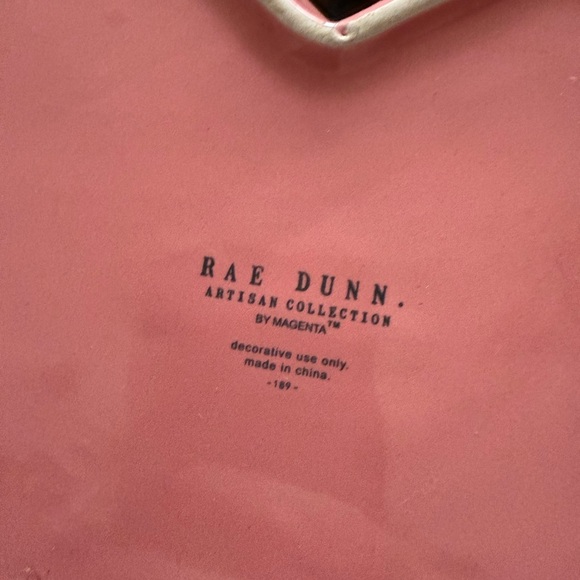 RAE DUNN.
ARTISAN COLLECTION
BY MAGENTA™
decorative use only.
made in china.
- 189 -